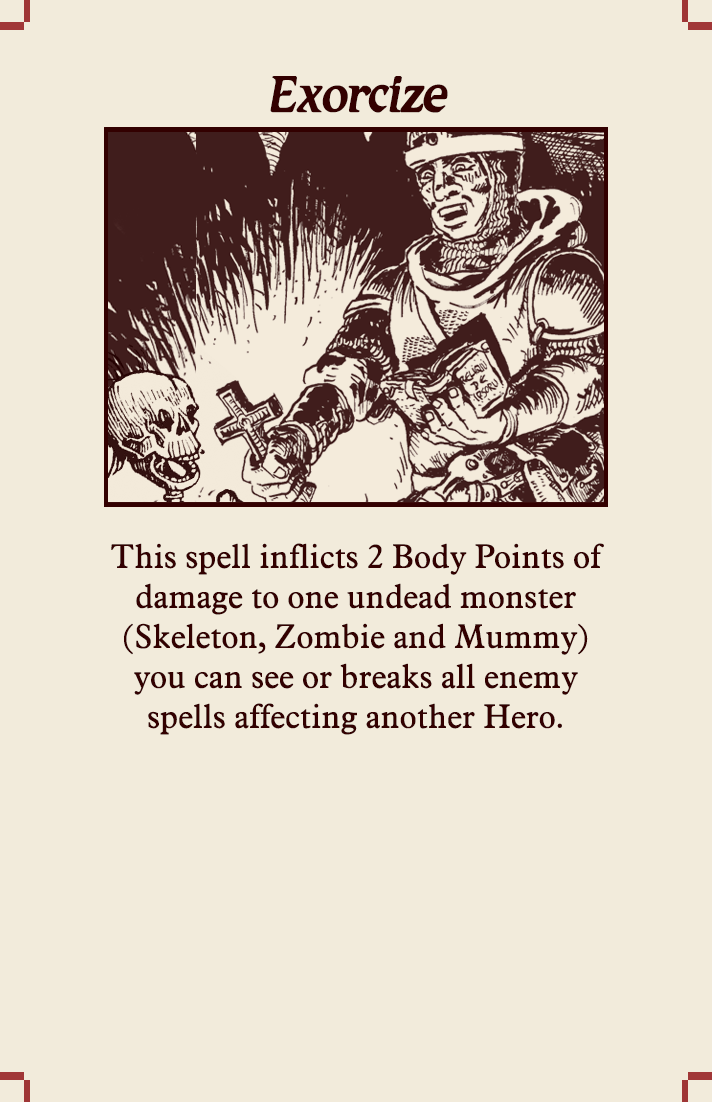 Exorcize
This spell inflicts 2 Body Points of
damage to one undead monster
(Skeleton, Zombie and Mummy)
you can see or breaks all enemy
spells affecting another Hero.